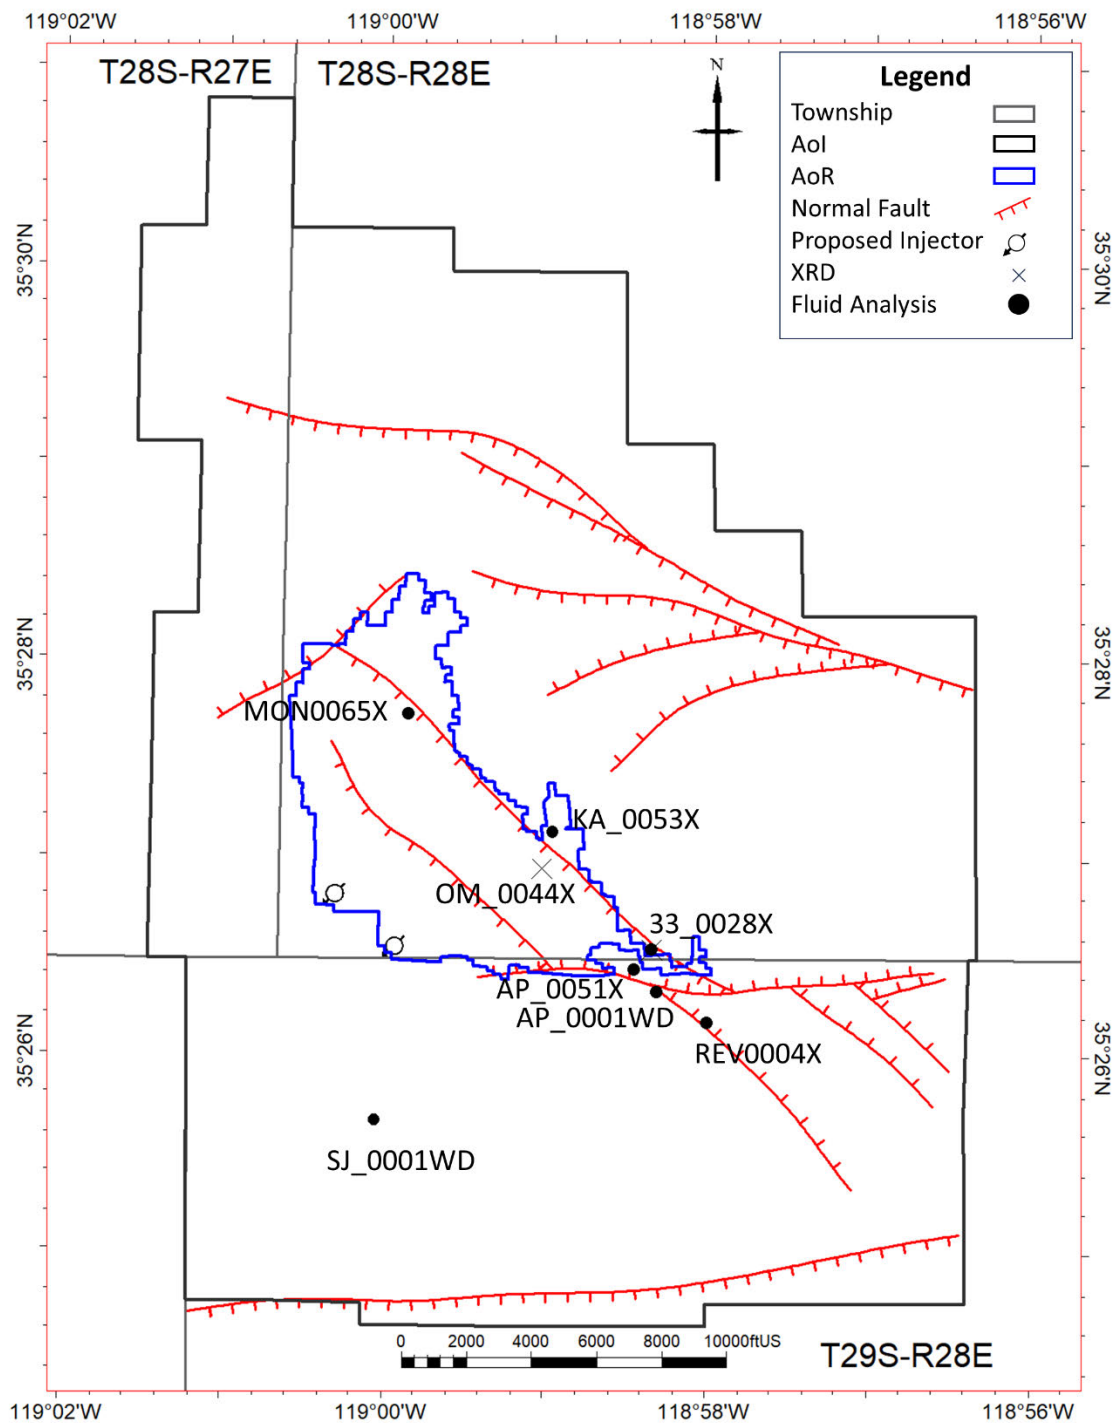 119°02'W 119°00'W 118°58'W 118°56'W
T28S-R27E T28S-R28E
N
Legend
Township
AoI
AoR
Normal Fault
Proposed Injector
XRD
Fluid Analysis
35°30'N 35°30'N
35°28'N 35°28'N
MON0065X
KA_0053X
OM_0044X
33_0028X
AP_0051X
AP_0001WD
REV0004X
35°26'N 35°26'N
SJ_0001WD
0 2000 4000 6000 8000 10000ftUS
T29S-R28E
119°02'W 119°00'W 118°58'W 118°56'W